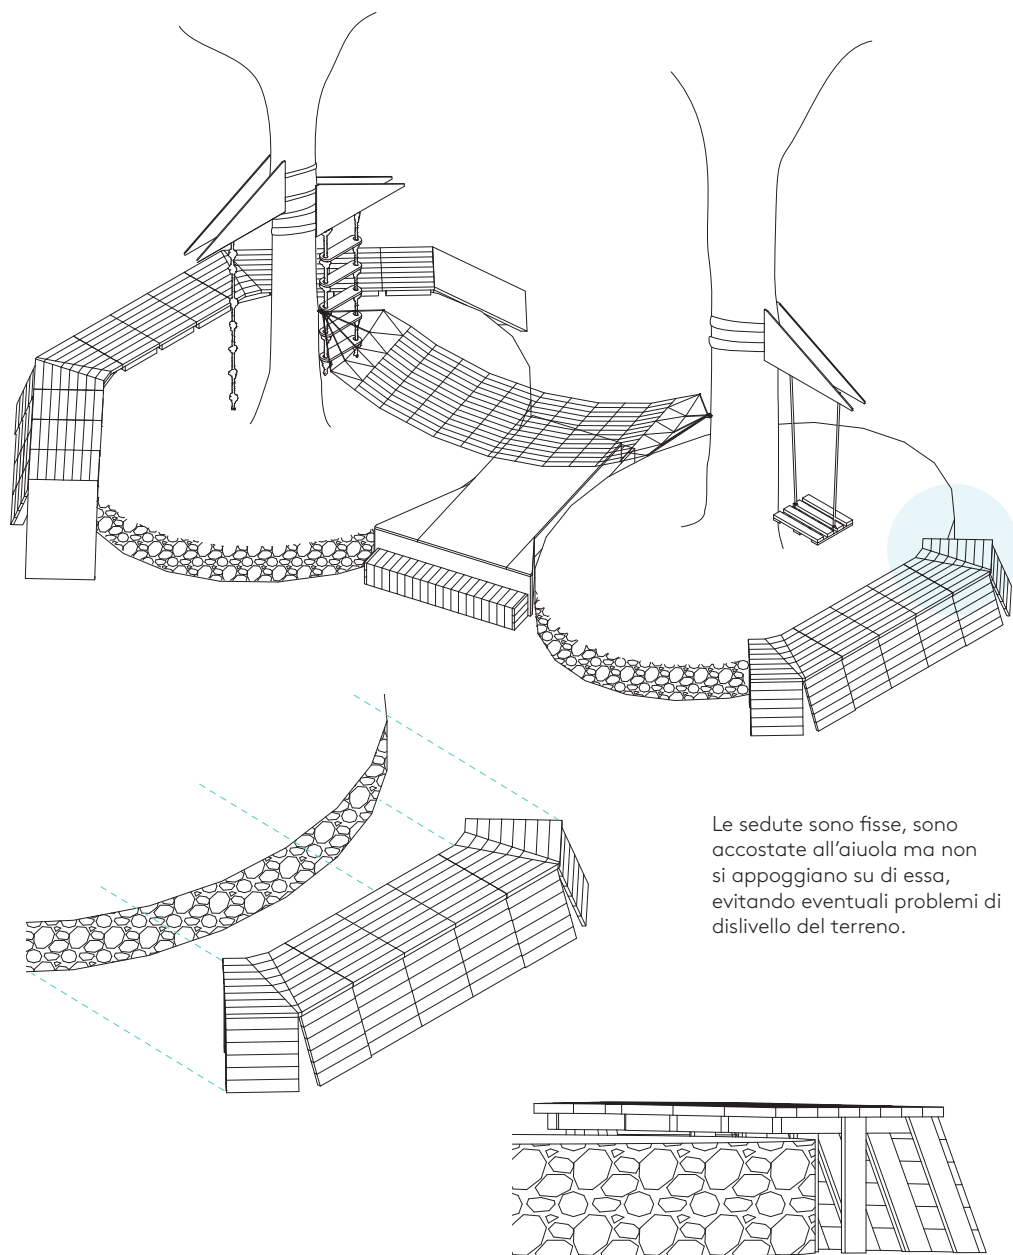 Le sedute sono fisse, sono
accostate all’aiuola ma non
si appoggiano su di essa,
evitando eventuali problemi di
dislivello del terreno.